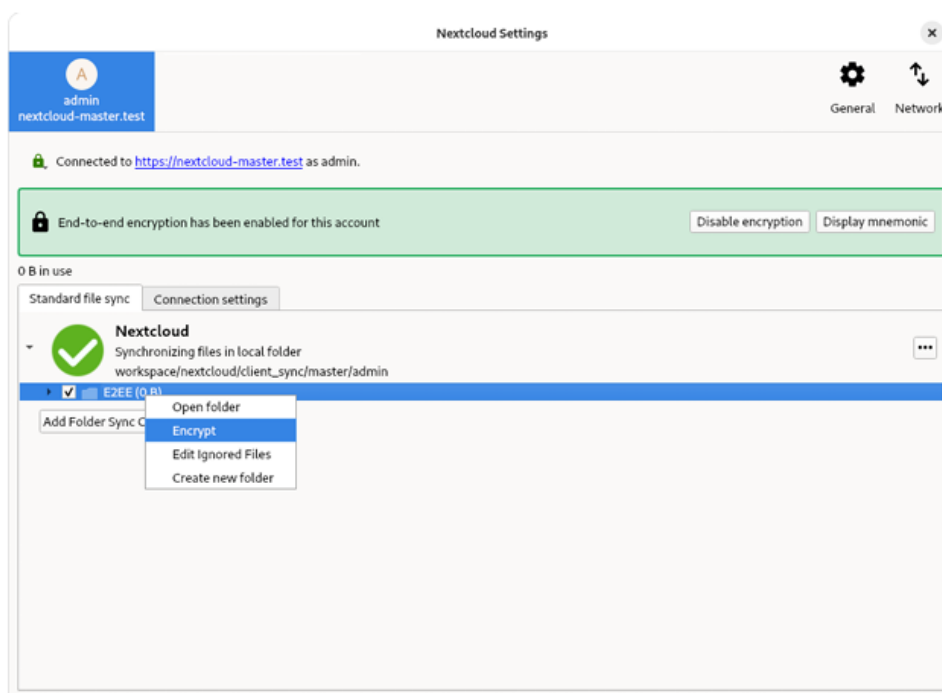 Nextcloud Settings
A
admin
nextcloud-master.test
General
Network
Connected to https://nextcloud-master.test as admin.
End-to-end encryption has been enabled for this account
Disable encryption
Display mnemonic
0 B in use
Standard file sync
Connection settings
Nextcloud
Synchronizing files in local folder
workspace/nextcloud/client_sync/master/admin
E2EE (0 B)
Add Folder Sync C
Open folder
Encrypt
Edit Ignored Files
Create new folder